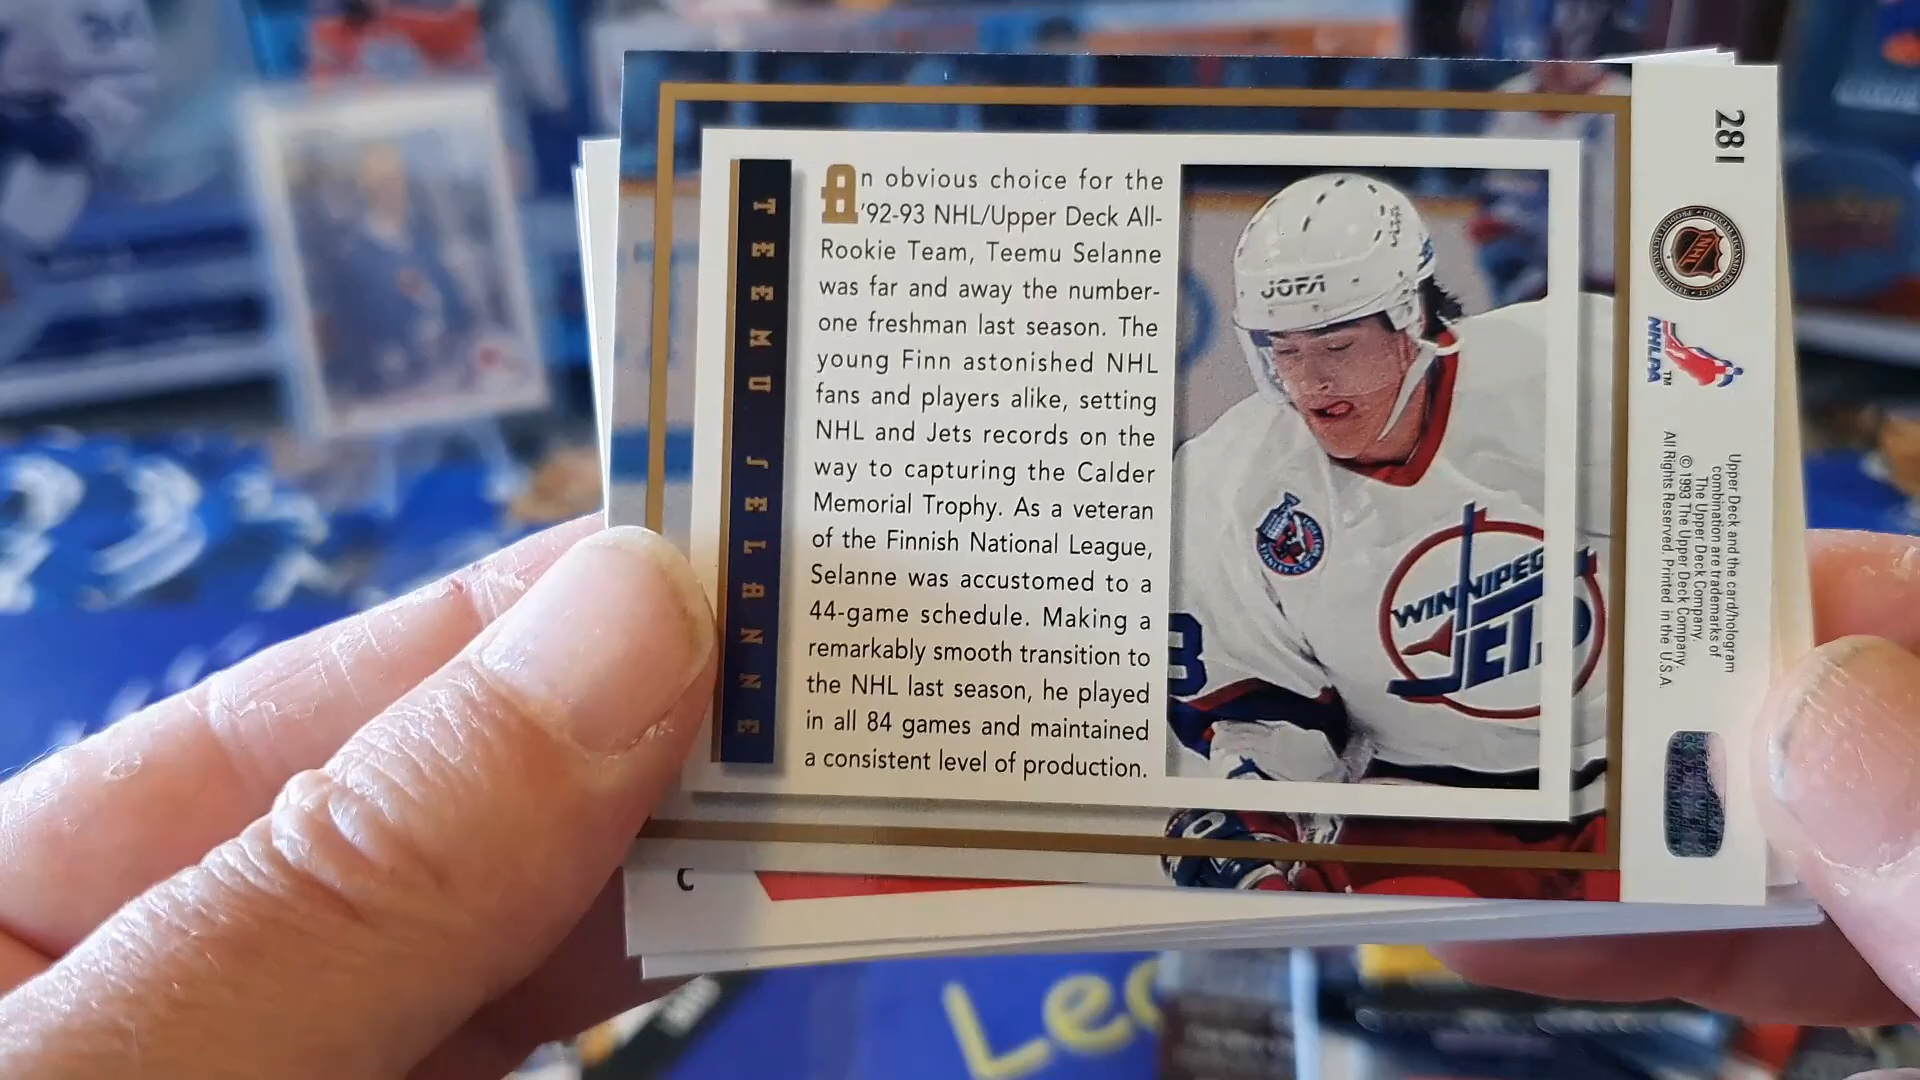 TEEMU SELANNE
An obvious choice for the
'92-93 NHL/Upper Deck All-
Rookie Team, Teemu Selanne
was far and away the number-
one freshman last season. The
young Finn astonished NHL
fans and players alike, setting
NHL and Jets records on the
way to capturing the Calder
Memorial Trophy. As a veteran
of the Finnish National League,
Selanne was accustomed to a
44-game schedule. Making a
remarkably smooth transition to
the NHL last season, he played
in all 84 games and maintained
a consistent level of production.
JOFA
WINNIPEG
JETS
281
NHL
NHLPA
TM
Upper Deck and the card/hologram
combination are trademarks of
The Upper Deck Company.
© 1993 The Upper Deck Company.
All Rights Reserved. Printed in the U.S.A.
C